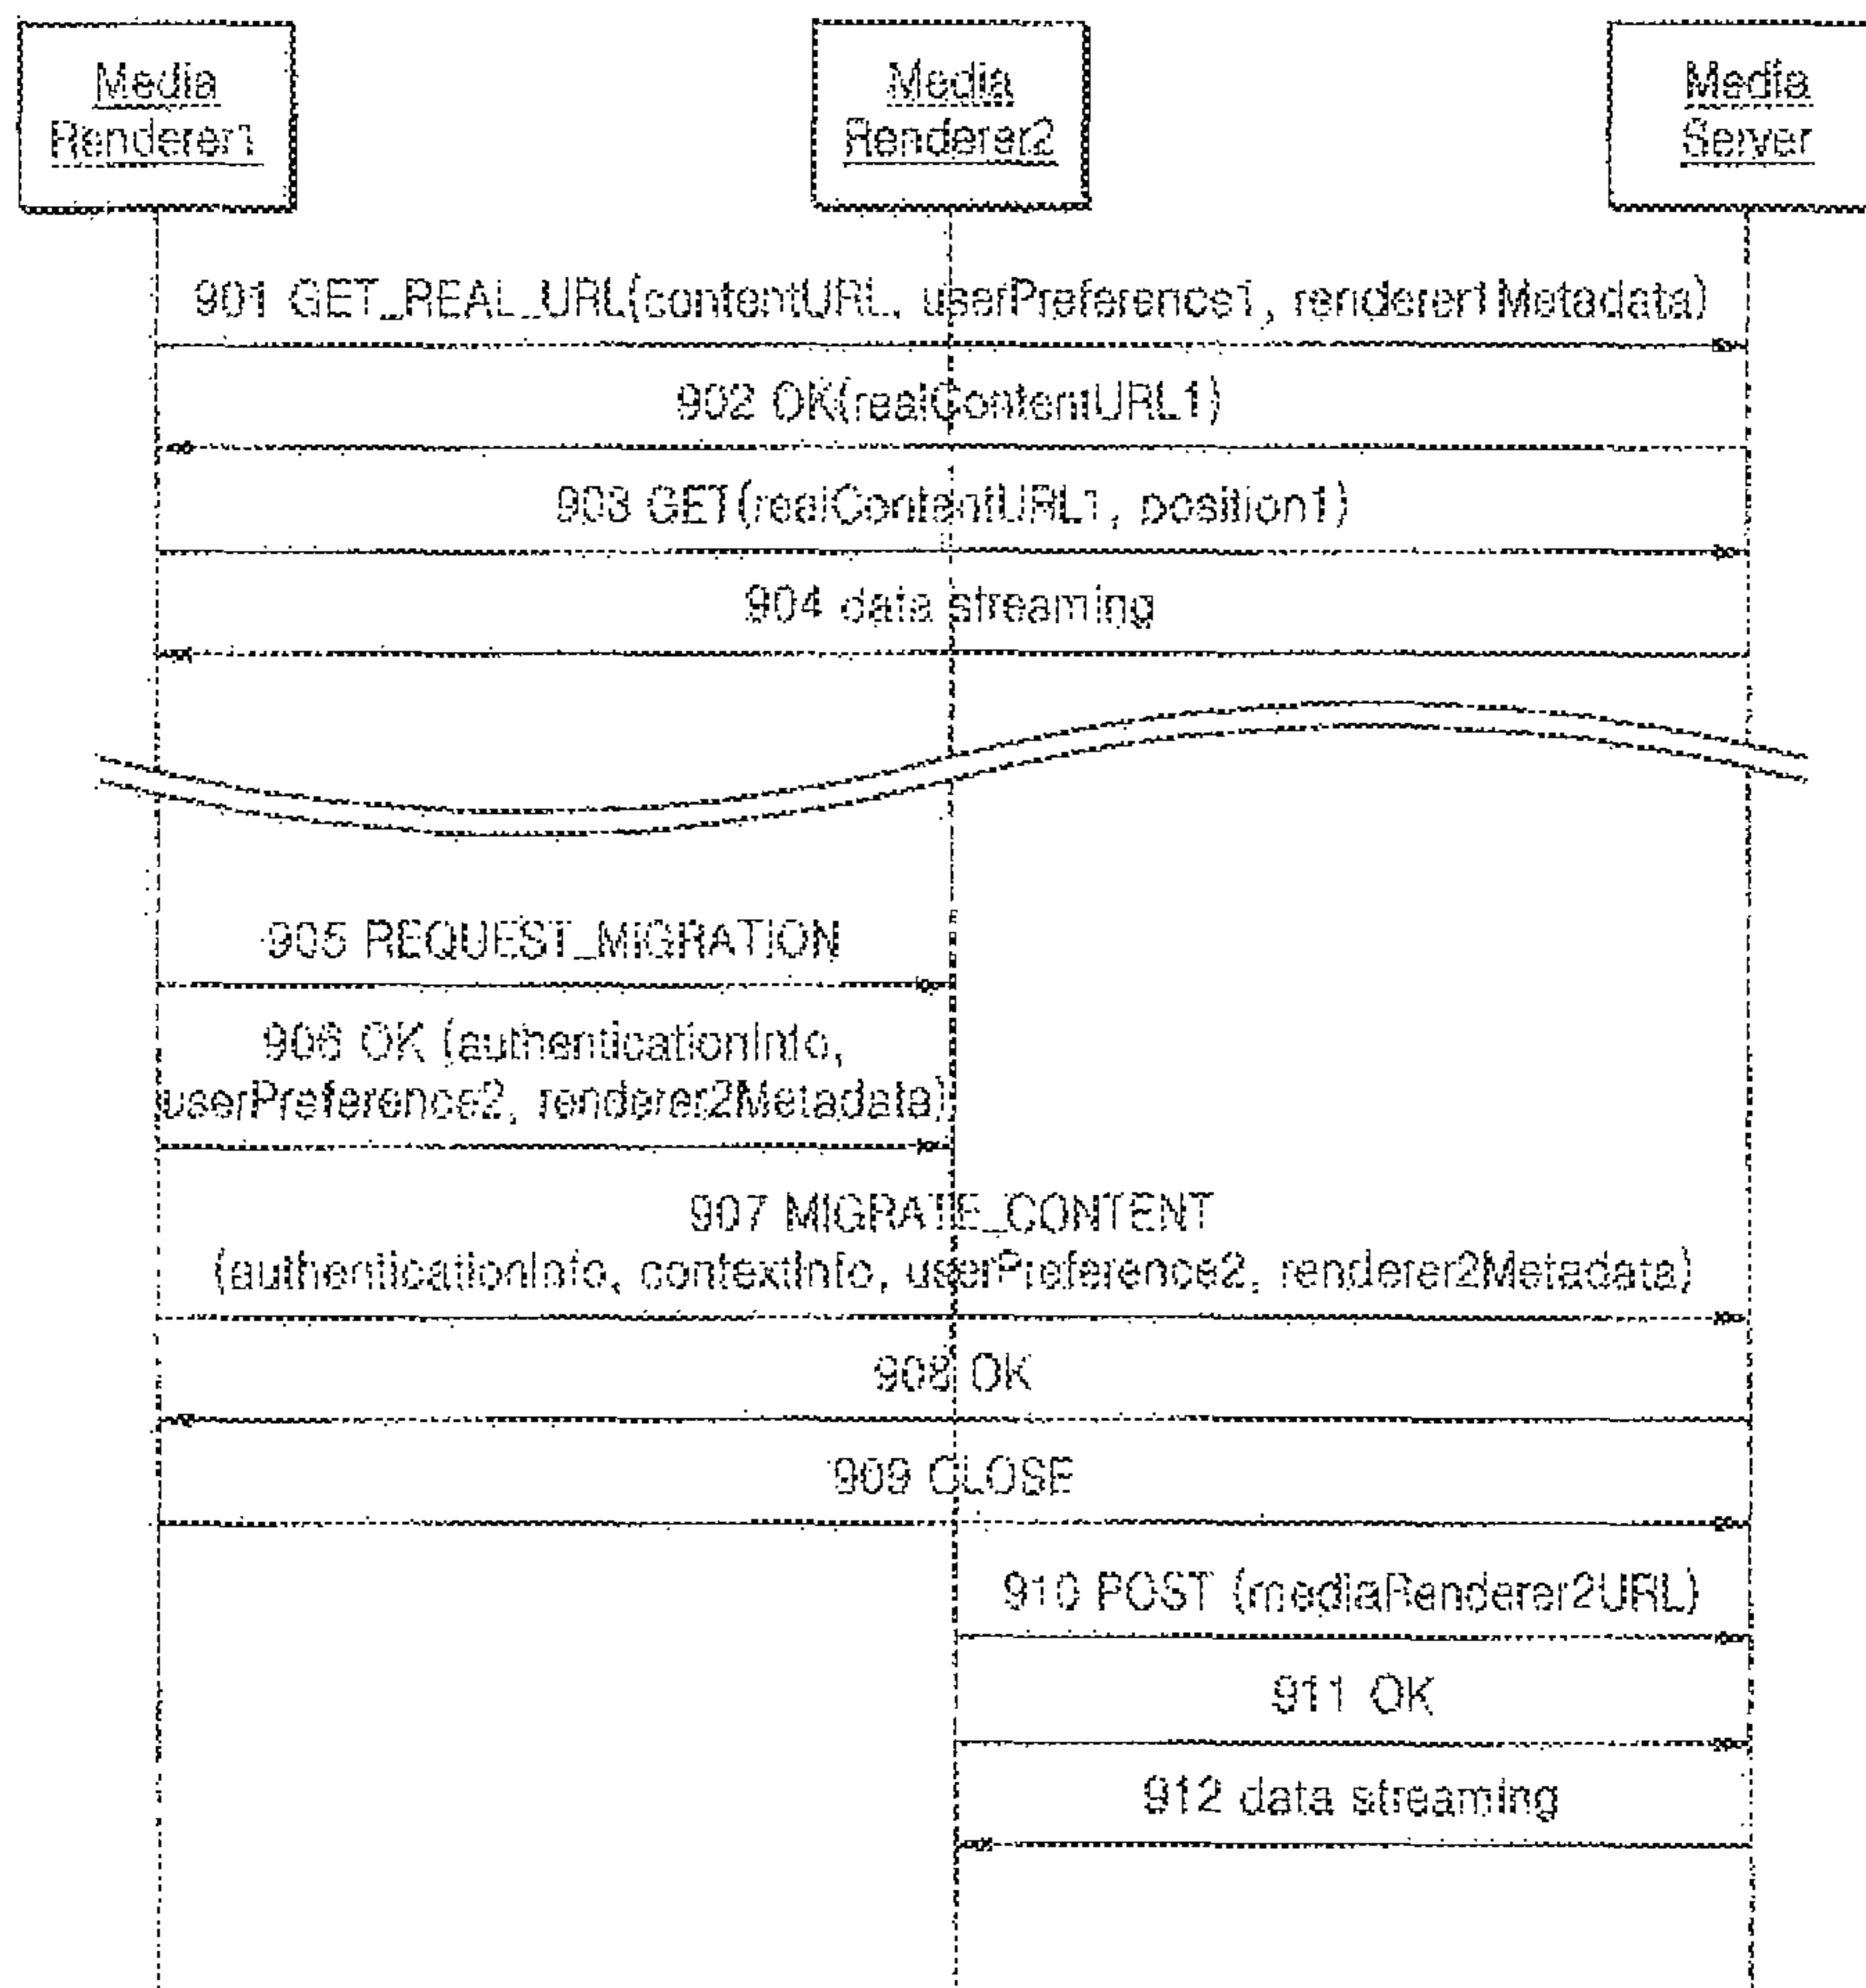 Media
Renderer1
Media
Renderer2
Media
Server
901 GET_REAL_URL(contentURL, userPreference1, renderer1Metadata)
902 OK(realContentURL1)
903 GET(realContentURL1, position1)
904 data streaming
905 REQUEST_MIGRATION
906 OK (authenticationInfo,
userPreference2, renderer2Metadata)
907 MIGRATE_CONTENT
(authenticationInfo, contextInfo, userPreference2, renderer2Metadata)
908 OK
909 CLOSE
910 POST (mediaRenderer2URL)
911 OK
912 data streaming